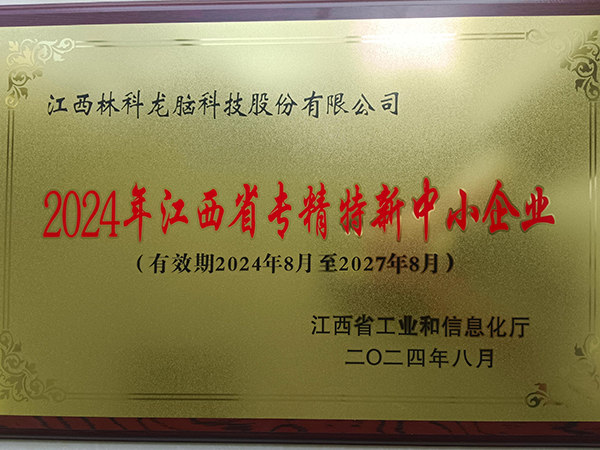 江西林科龙脑科技股份有限公司
2024年江西省专精特新中小企业
（有效期2024年8月至2027年8月）
江西省工业和信息化厅
二〇二四年八月